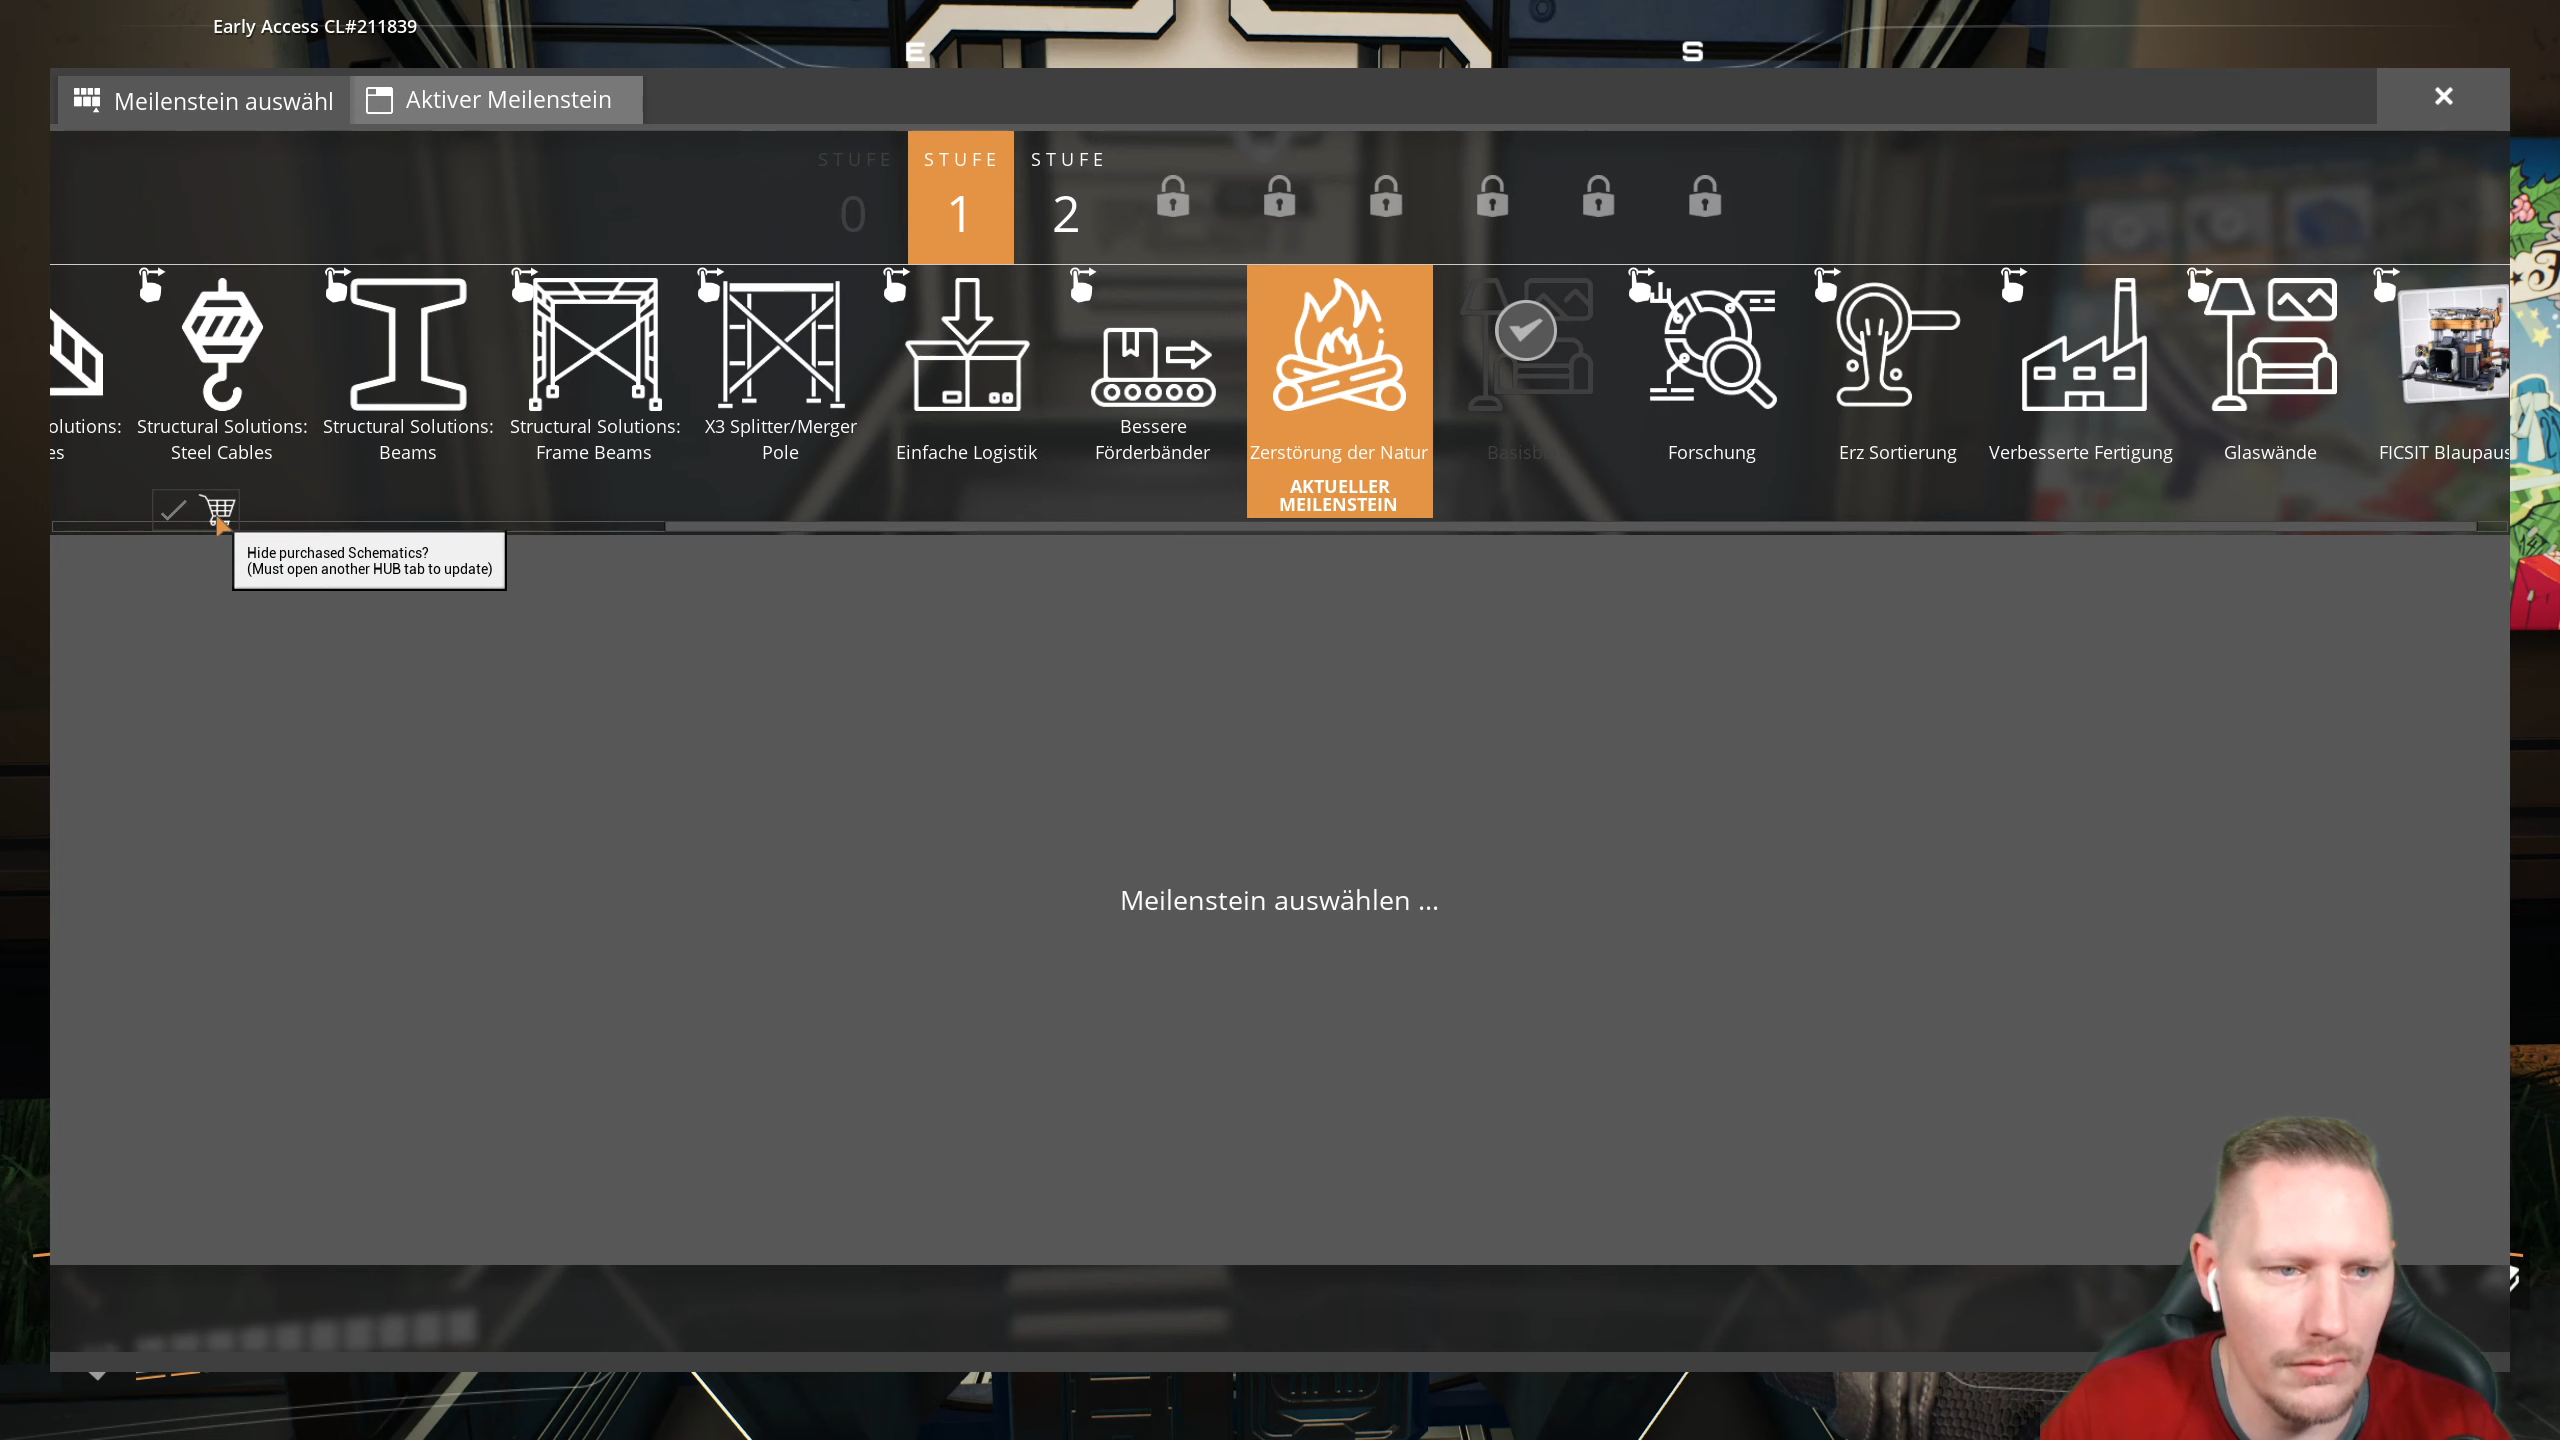 Early Access CL#211839
E
S
Meilenstein auswähl
Aktiver Meilenstein
STUFE 0
STUFE 1
STUFE 2
olutions:
es
Structural Solutions:
Steel Cables
Structural Solutions:
Beams
Structural Solutions:
Frame Beams
X3 Splitter/Merger
Pole
Einfache Logistik
Bessere
Förderbänder
Zerstörung der Natur
AKTUELLER
MEILENSTEIN
Forschung
Erz Sortierung
Verbesserte Fertigung
Glaswände
FICSIT Blaupaus
Hide purchased Schematics?
(Must open another HUB tab to update)
Meilenstein auswählen ...